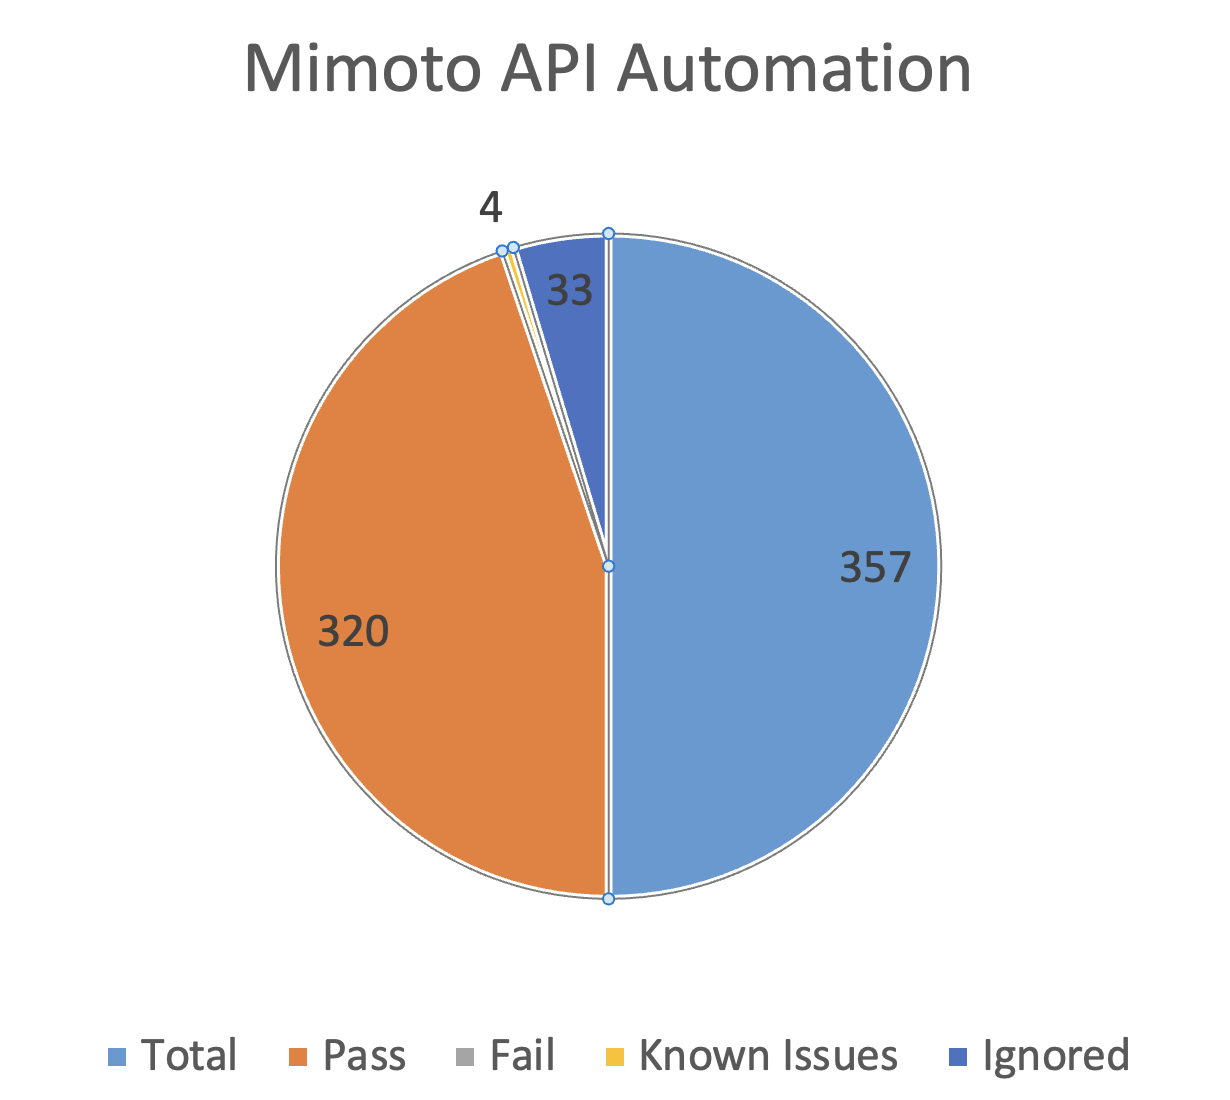 Mimoto API Automation
4
33
357
320
Total Pass Fail Known Issues Ignored